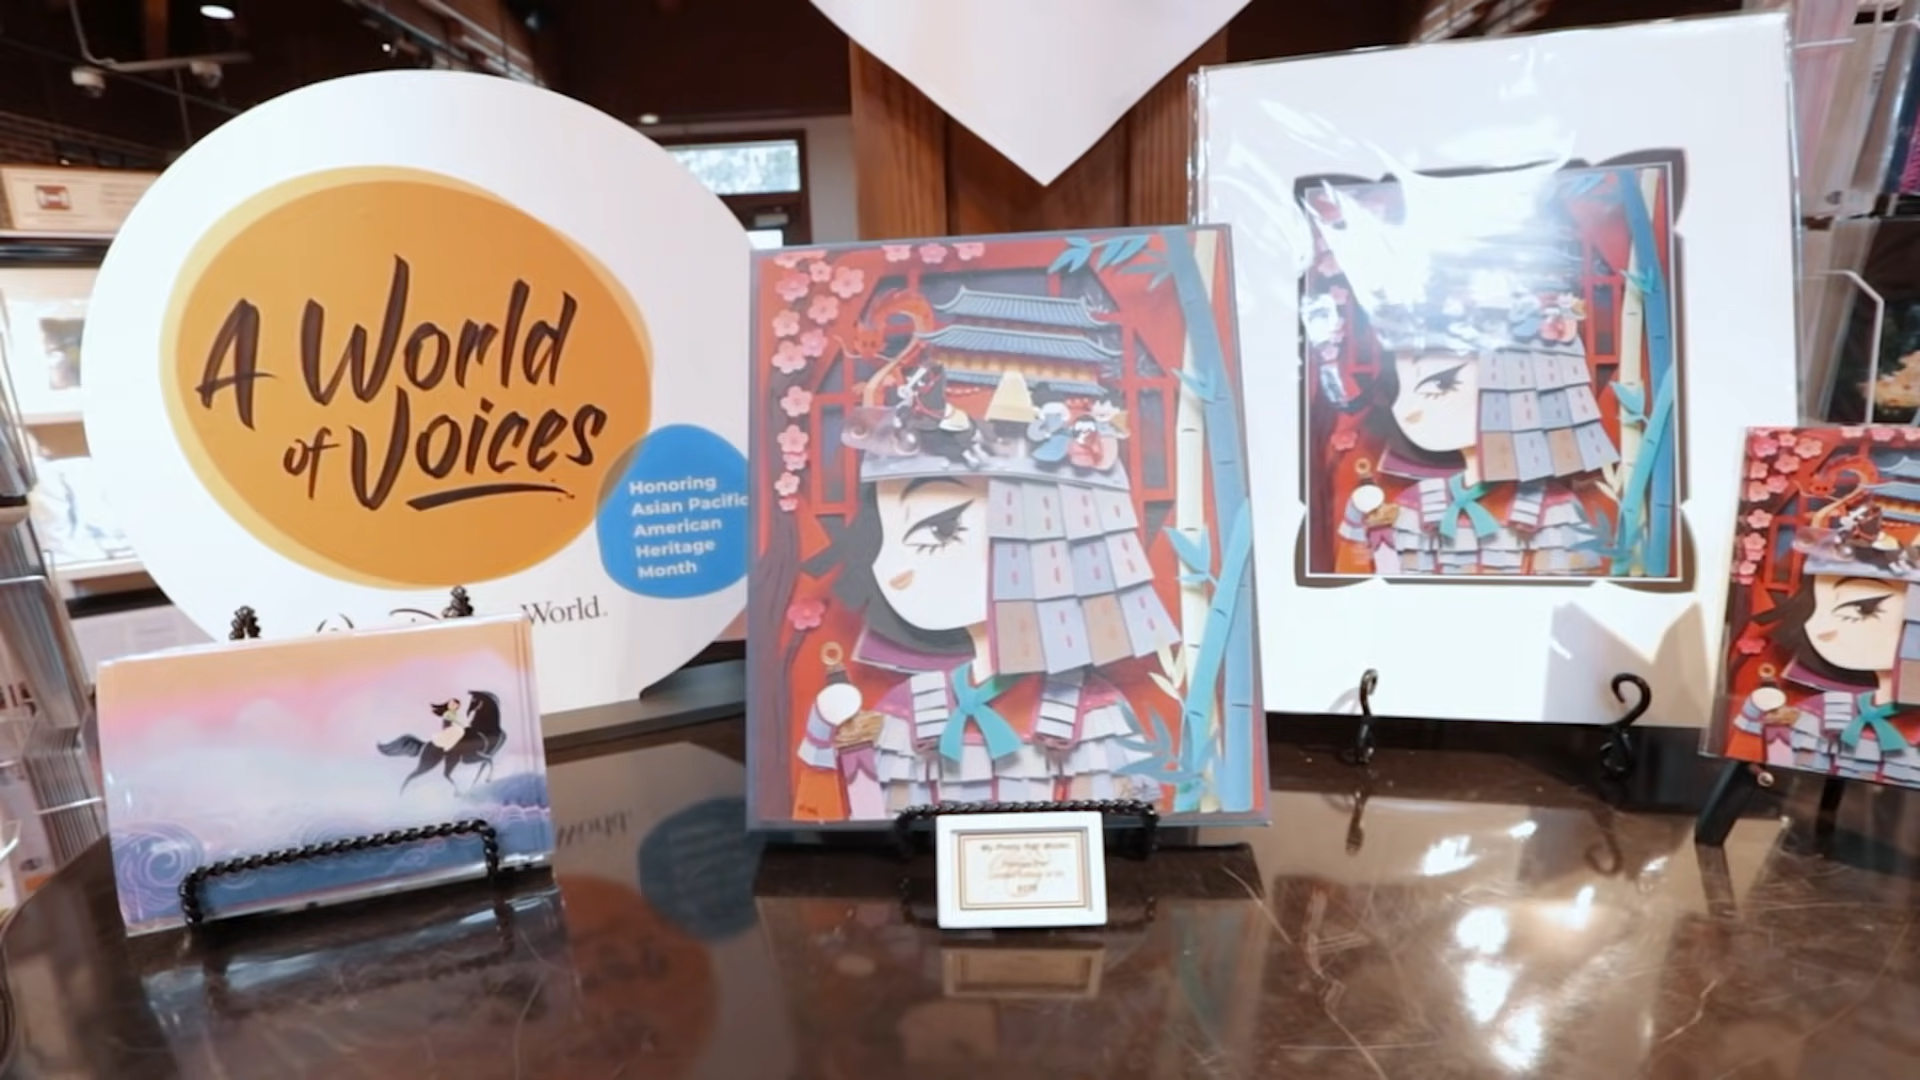 A World
of Voices
Honoring
Asian Pacific
American
Heritage
Month
World.